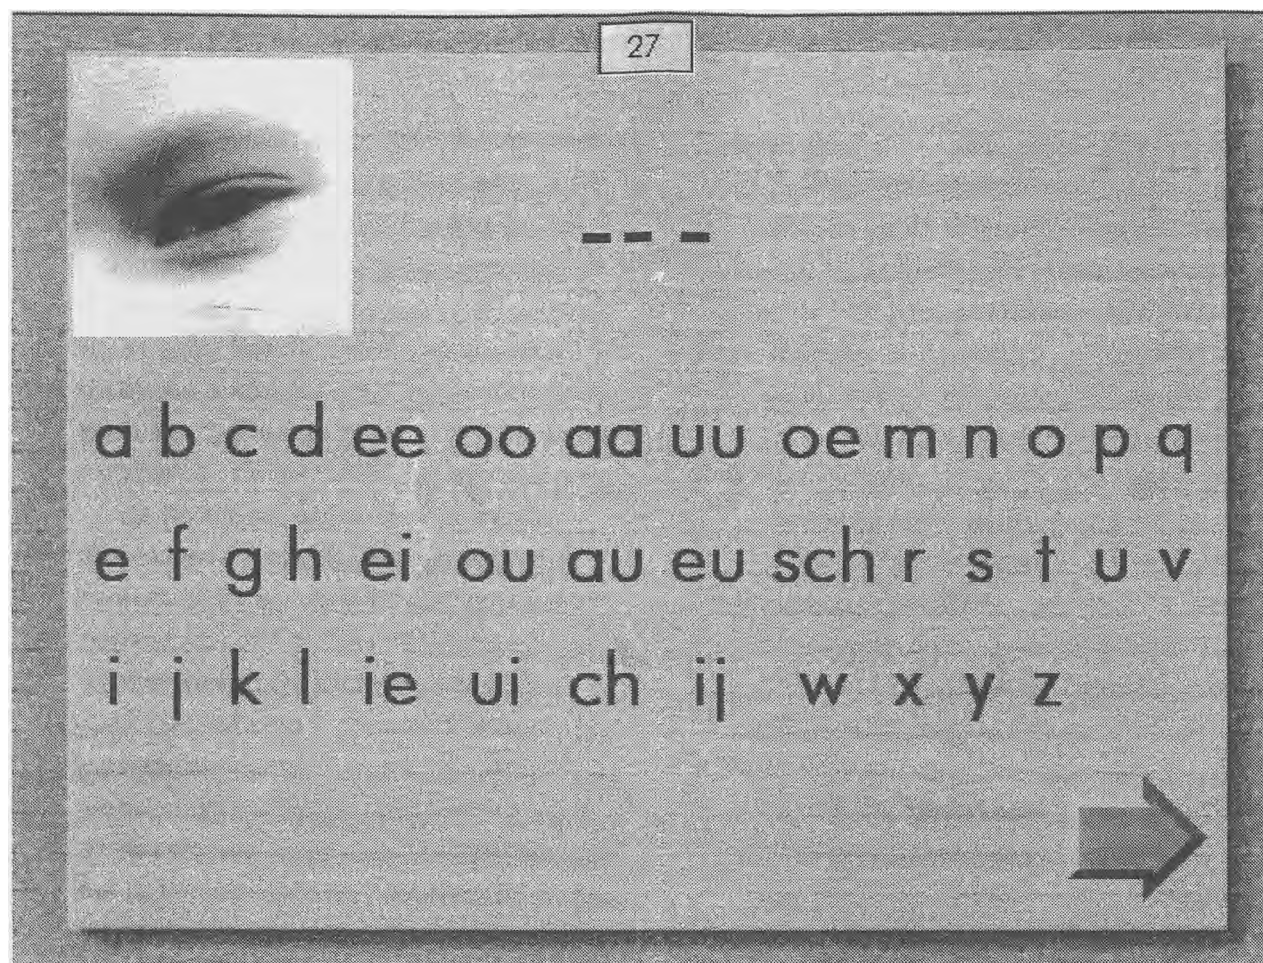 27
-- -
a b c d ee oo aa uu oe m n o p q
e f g h ei ou au eu sch r s t u v
i j k l ie ui ch ij w x y z